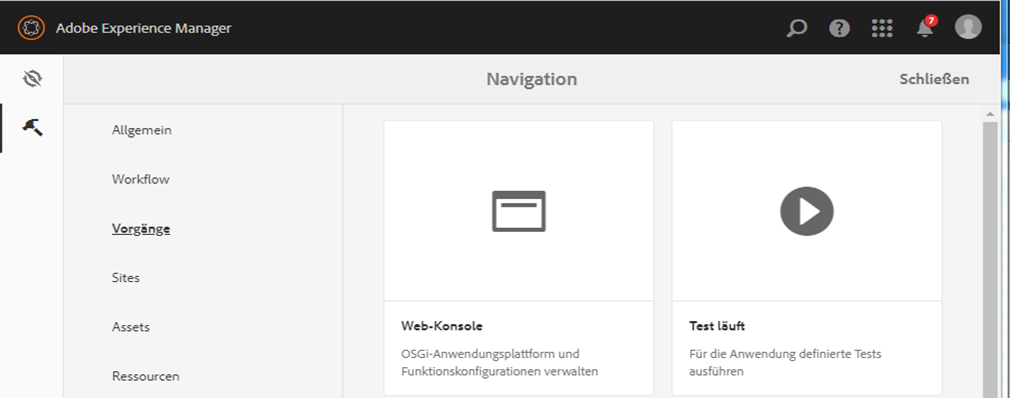 Adobe Experience Manager
7
Navigation
Schließen
Allgemein
Workflow
Vorgänge
Sites
Assets
Ressourcen
Web-Konsole
OSGi-Anwendungsplattform und
Funktionskonfigurationen verwalten
Test läuft
Für die Anwendung definierte Tests
ausführen